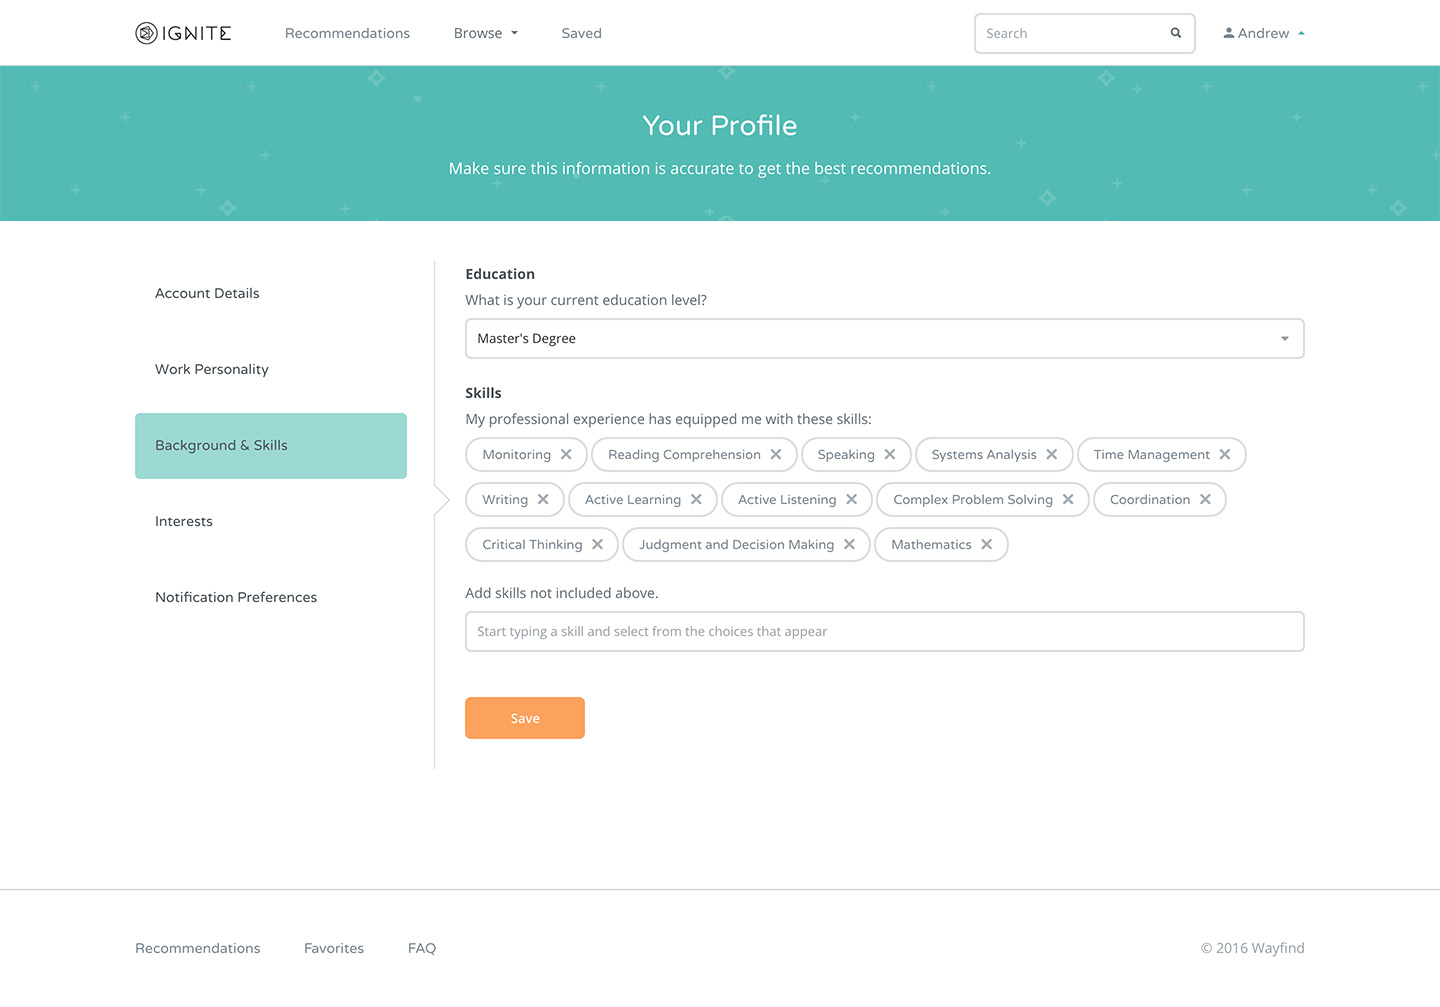 IGNITE
Recommendations Browse Saved
Search
Andrew
Your Profile
Make sure this information is accurate to get the best recommendations.
Account Details
Work Personality
Background & Skills
Interests
Notification Preferences
Education
What is your current education level?
Master's Degree
Skills
My professional experience has equipped me with these skills:
Monitoring Reading Comprehension Speaking Systems Analysis Time Management
Writing Active Learning Active Listening Complex Problem Solving Coordination
Critical Thinking Judgment and Decision Making Mathematics
Add skills not included above.
Start typing a skill and select from the choices that appear
Save
Recommendations Favorites FAQ
© 2016 Wayfind